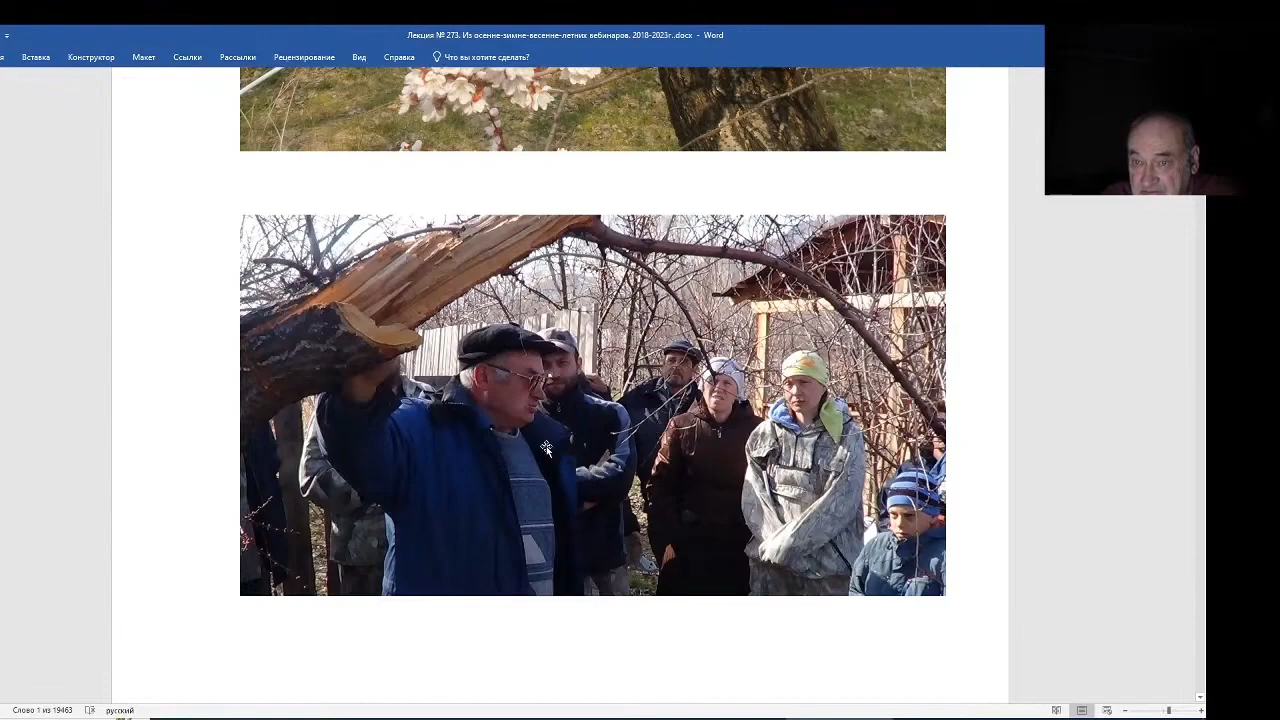 Лекция № 273. Из осенне-зимне-весенне-летних вебинаров. 2018-2023г..docx - Word
я Вставка Конструктор Макет Ссылки Рассылки Рецензирование Вид Справка Что вы хотите сделать?
Слово 1 из 19463 русский